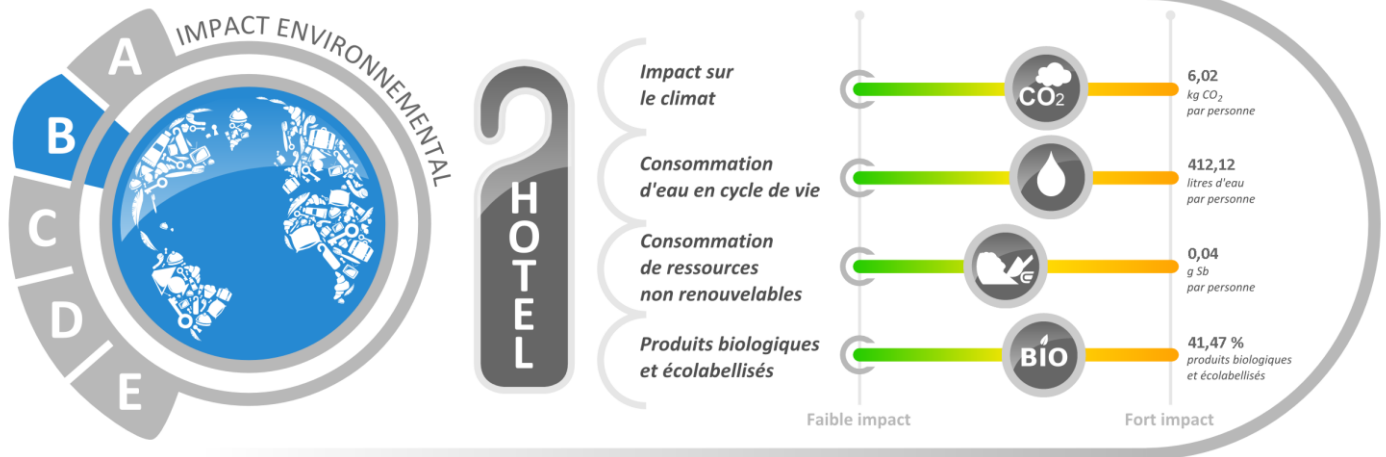 IMPACT ENVIRONNEMENTAL
A
B
C
D
E
HOTEL
Impact sur
le climat
CO2
6,02
kg CO2
par personne
Consommation
d'eau en cycle de vie
412,12
litres d'eau
par personne
Consommation
de ressources
non renouvelables
0,04
g Sb
par personne
Produits biologiques
et écolabellisés
BIO
41,47 %
produits biologiques
et écolabellisés
Faible impact
Fort impact